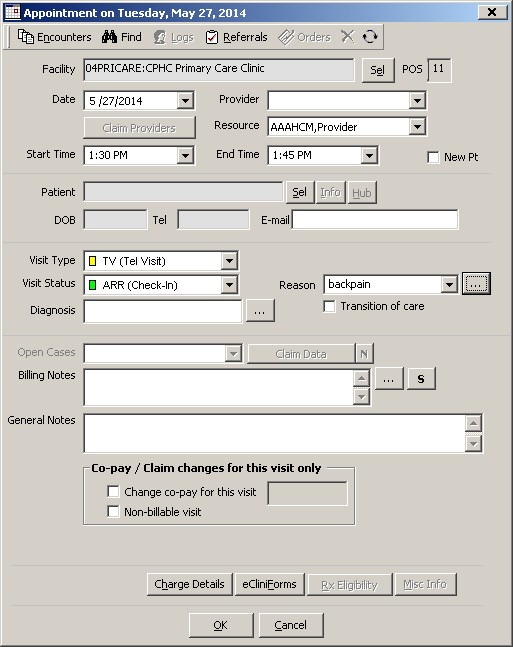 Appointment on Tuesday, May 27, 2014
Encounters Find Logs Referrals Orders
Facility 04PRICARE:CPHC Primary Care Clinic Sel POS 11
Date 5 /27/2014 Provider
Claim Providers Resource AAAHCM,Provider
Start Time 1:30 PM End Time 1:45 PM New Pt
Patient Sel Info Hub
DOB Tel E-mail
Visit Type TV (Tel Visit)
Visit Status ARR (Check-In) Reason backpain ...
Diagnosis ... Transition of care
Open Cases Claim Data N
Billing Notes ... S
General Notes
Co-pay / Claim changes for this visit only
Change co-pay for this visit
Non-billable visit
Charge Details eCliniForms Rx Eligibility Misc Info
OK Cancel